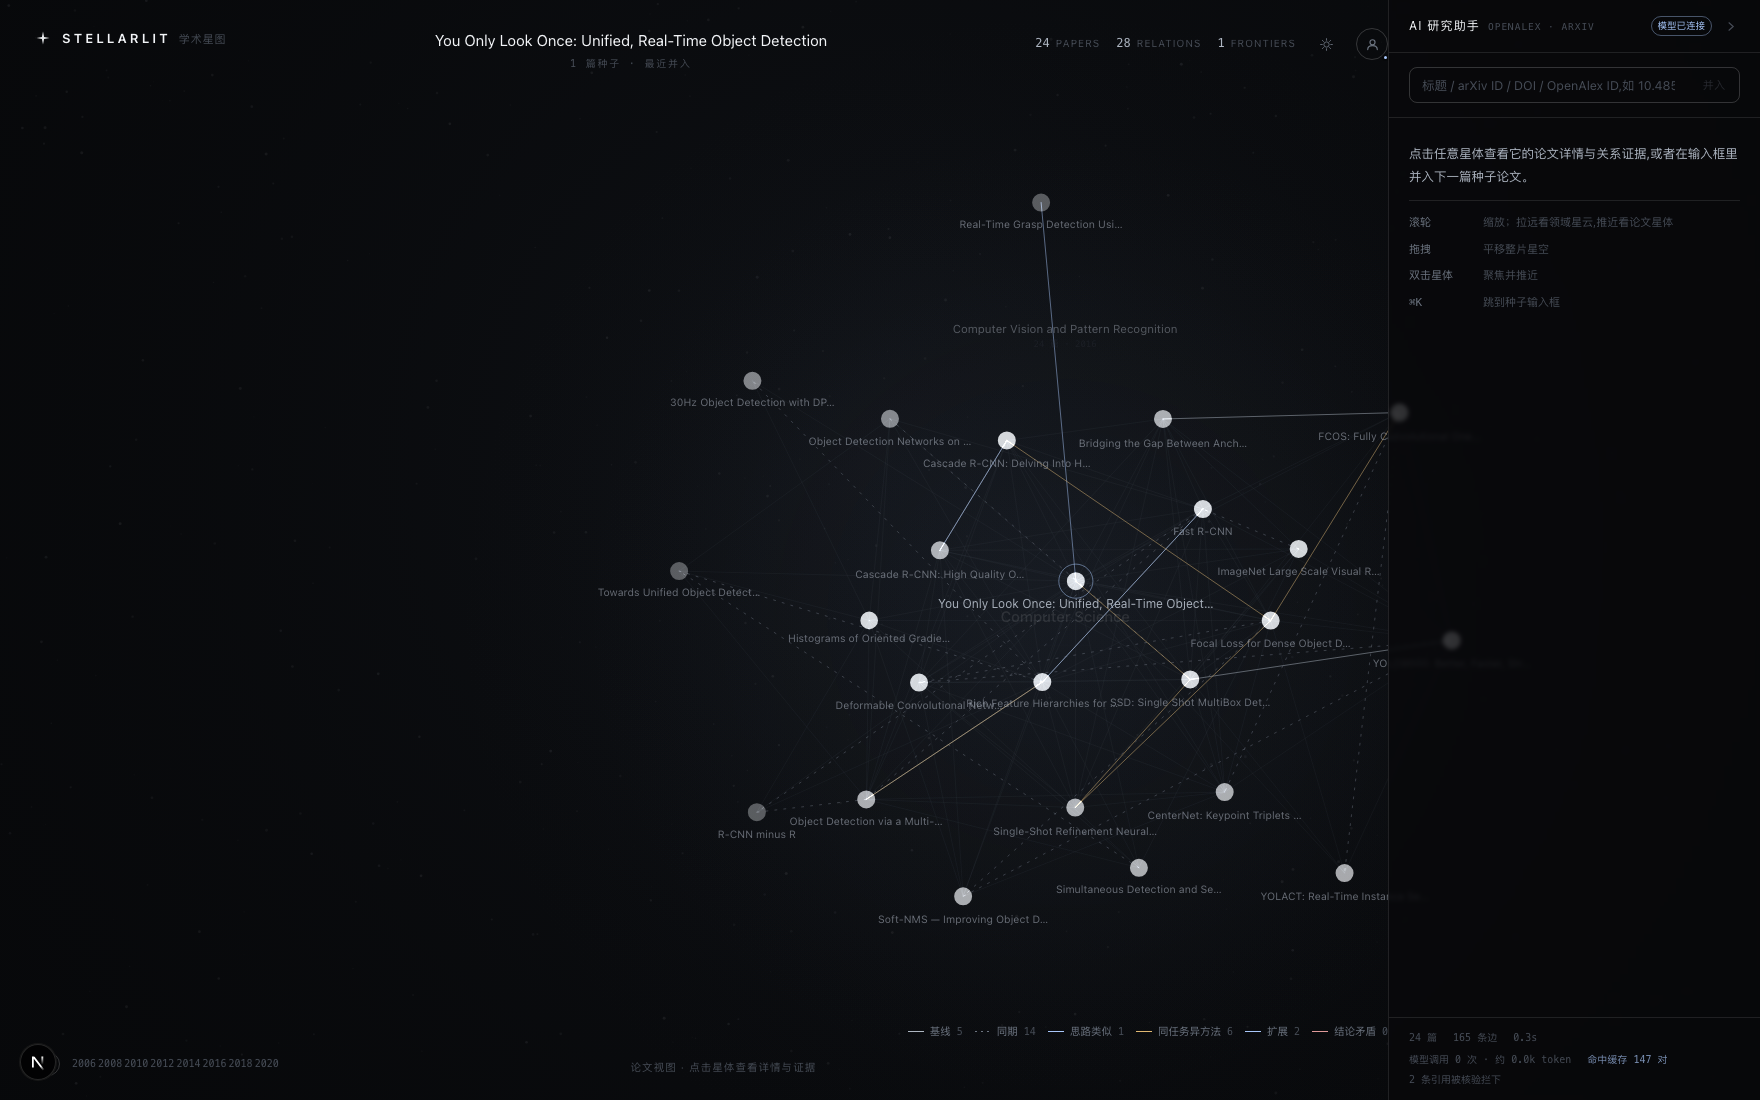 STELLARLIT 学术星图
You Only Look Once: Unified, Real-Time Object Detection
1 篇种子 · 最近并入
24 PAPERS 28 RELATIONS 1 FRONTIERS
AI 研究助手 OPENALEX · ARXIV
模型已连接
标题 / arXiv ID / DOI / OpenAlex ID,如 10.485
并入
点击任意星体查看它的论文详情与关系证据,或者在输入框里
并入下一篇种子论文。
滚轮 缩放：拉远看领域星云,推近看论文星体
拖拽 平移整片星空
双击星体 聚焦并推近
⌘K 跳到种子输入框
Real-Time Grasp Detection Usi...
Computer Vision and Pattern Recognition
30Hz Object Detection with DP...
Object Detection Networks on ...
Cascade R-CNN: Delving Into H...
Bridging the Gap Between Anch...
FCOS: Fully C
Fast R-CNN
Cascade R-CNN: High Quality O...
ImageNet Large Scale Visual R...
Towards Unified Object Detect...
You Only Look Once: Unified, Real-Time Object...
Computer Science
Histograms of Oriented Gradie...
Focal Loss for Dense Object D...
YO
Deformable Convolutional Netw...
Rich Feature Hierarchies for ...
SSD: Single Shot MultiBox Det...
R-CNN minus R
Object Detection via a Multi-...
Single-Shot Refinement Neural...
CenterNet: Keypoint Triplets ...
Simultaneous Detection and Se...
YOLACT: Real-Time Instan
Soft-NMS — Improving Object D...
基线 5 同期 14 思路类似 1 同任务异方法 6 扩展 2 结论矛盾 0
N
2006 2008 2010 2012 2014 2016 2018 2020
论文视图 · 点击星体查看详情与证据
24 篇 165 条边 0.3s
模型调用 0 次 · 约 0.0k token 命中缓存 147 对
2 条引用被核验拦下